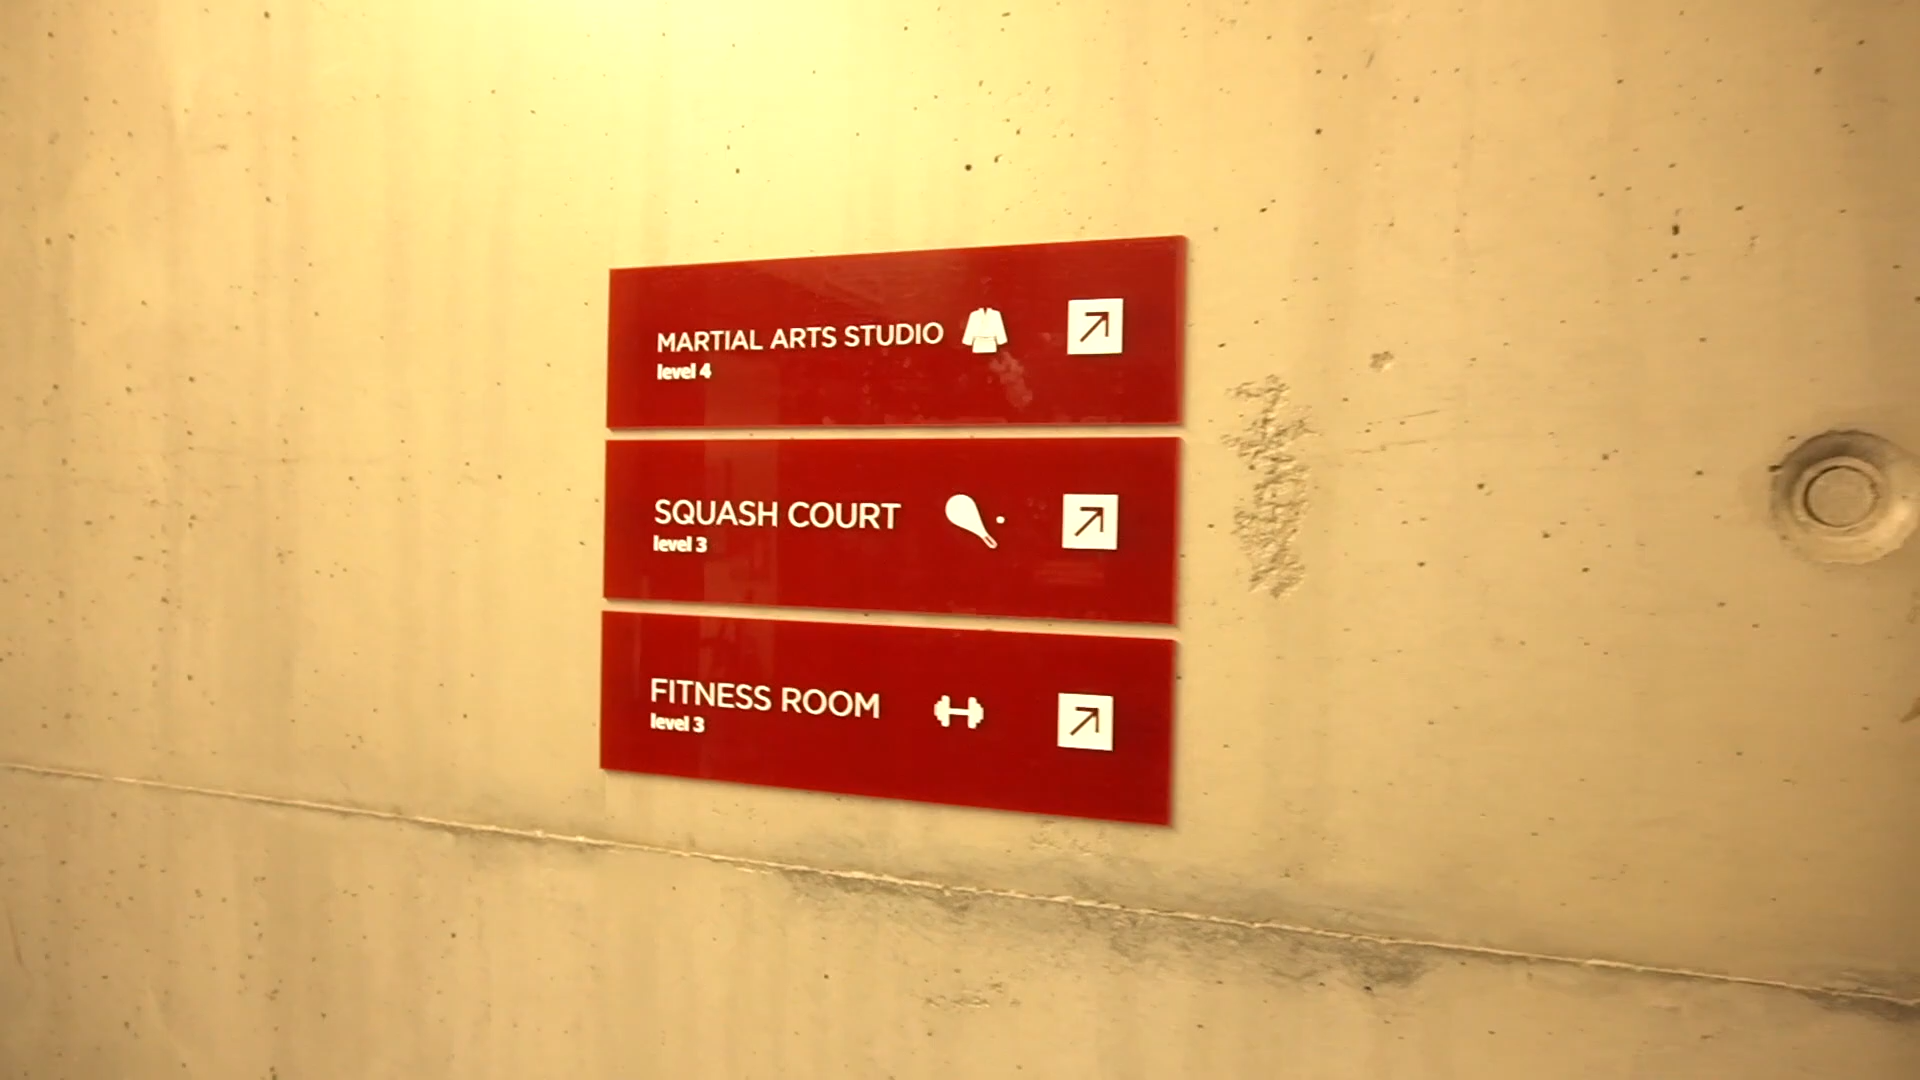 MARTIAL ARTS STUDIO
level 4
SQUASH COURT
level 3
FITNESS ROOM
level 3